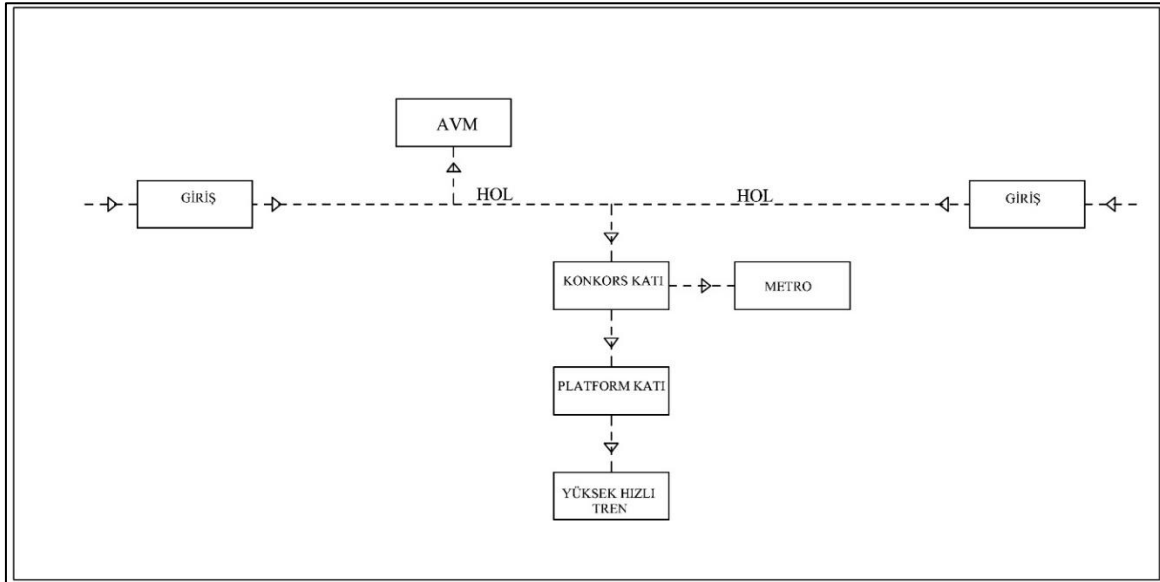 AVM
GİRİŞ
HOL
HOL
GİRİŞ
KONKORS KATI
METRO
PLATFORM KATI
YÜKSEK HIZLI
TREN